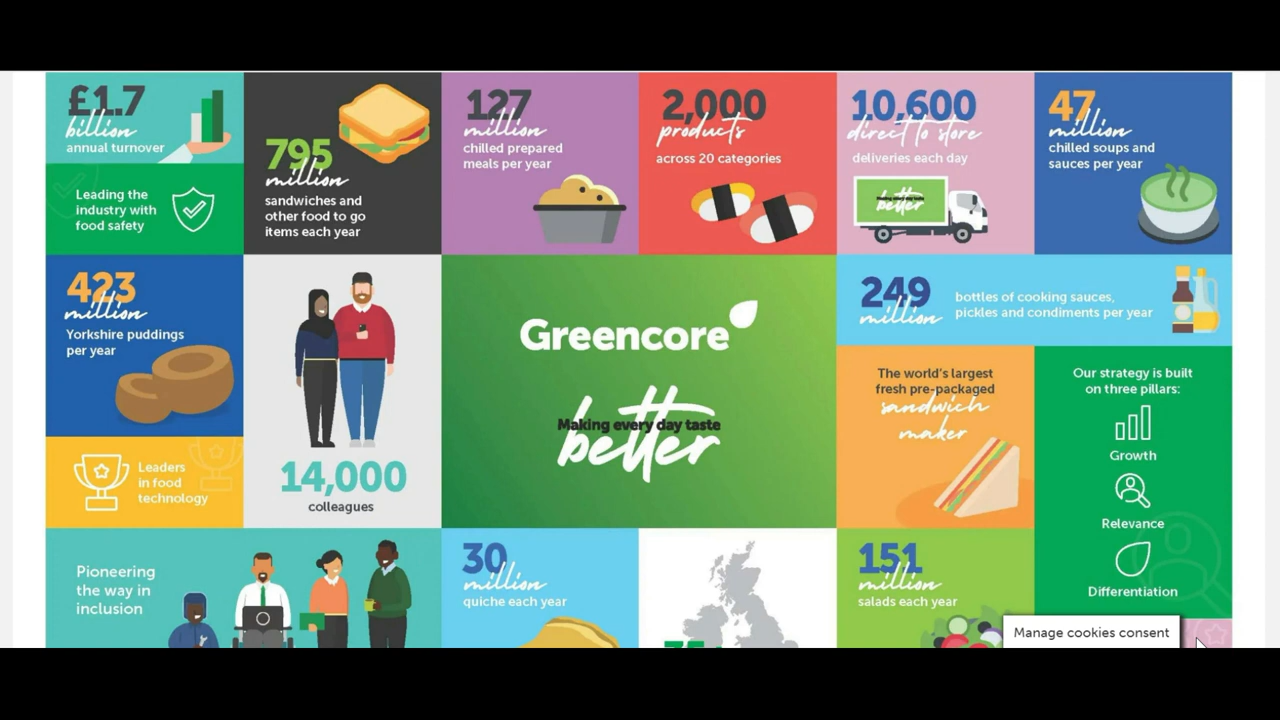 £1.7
billion
annual turnover
Leading the
industry with
food safety
795
million
sandwiches and
other food to go
items each year
127
million
chilled prepared
meals per year
2,000
products
across 20 categories
10,600
direct to store
deliveries each day
Making every day taste
better
47
million
chilled soups and
sauces per year
423
million
Yorkshire puddings
per year
Leaders
in food
technology
14,000
colleagues
Greencore
Making every day taste
better
249
million
bottles of cooking sauces,
pickles and condiments per year
The world's largest
fresh pre-packaged
sandwich
maker
Our strategy is built
on three pillars:
Growth
Relevance
Differentiation
Pioneering
the way in
inclusion
30
million
quiche each year
151
million
salads each year
Manage cookies consent